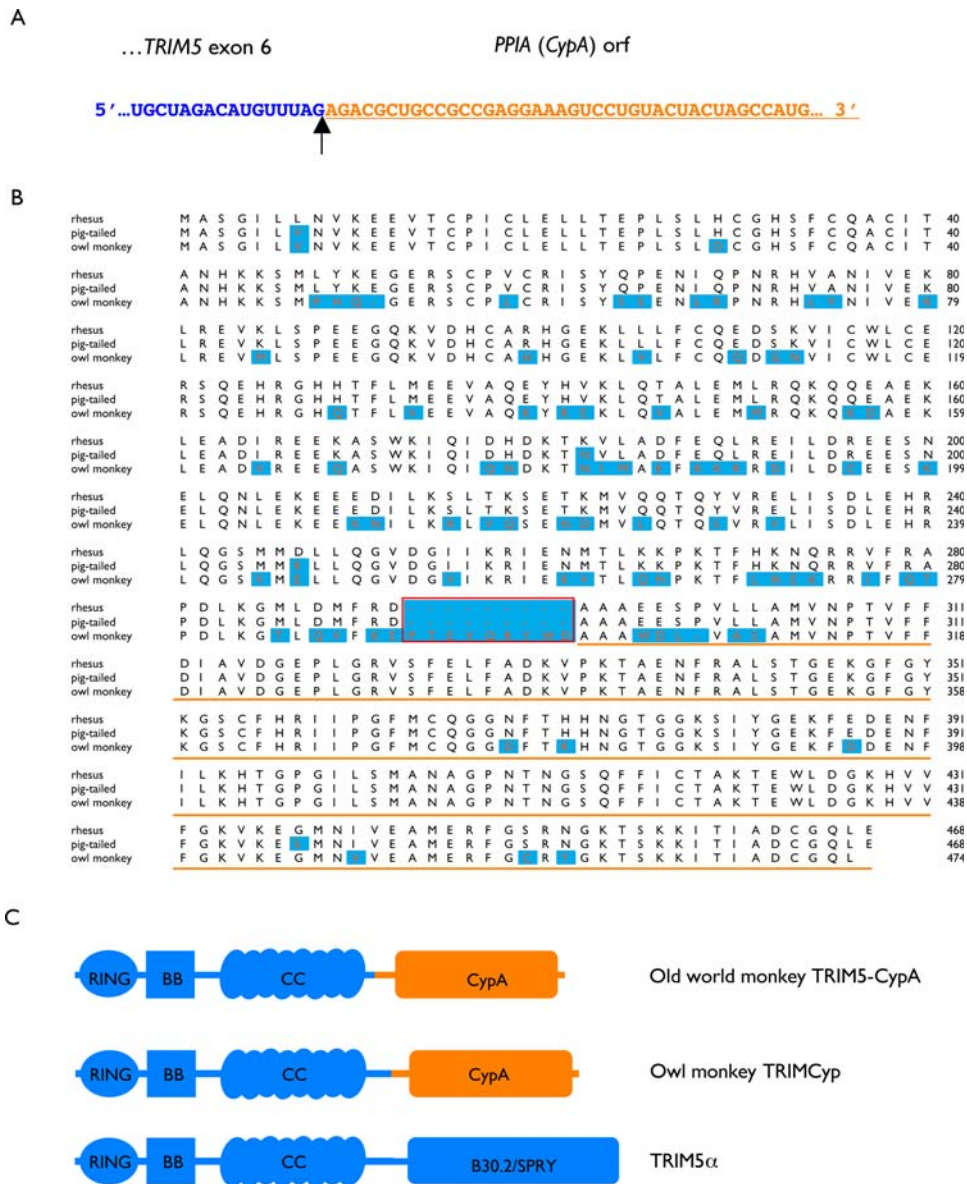 A
…TRIM5 exon 6
PPIA (CypA) orf
5′…UGCUAGACAUGUUUAGAGACGCUGCCGCCGAGGAAAGUCCUGUACUACUAGCCAUG… 3′
B
rhesus M A S G I L L N V K E E V T C P I C L E L L T E P L S L H C G H S F C Q A C I T 40
pig-tailed M A S G I L N V K E E V T C P I C L E L L T E P L S L H C G H S F C Q A C I T 40
owl monkey M A S G I L N V K E E V T C P I C L E L L T E P L S L C G H S F C Q A C I T 40
rhesus A N H K K S M L Y K E G E R S C P V C R I S Y Q P E N I Q P N R H V A N I V E K 80
pig-tailed A N H K K S M L Y K E G E R S C P V C R I S Y Q P E N I Q P N R H V A N I V E K 80
owl monkey A N H K K S M G E R S C P C R I S Y N P N R H N I V E 79
rhesus L R E V K L S P E E G Q K V D H C A R H G E K L L L F C Q E D S K V I C W L C E 120
pig-tailed L R E V K L S P E E G Q K V D H C A R H G E K L L L F C Q E D S K V I C W L C E 120
owl monkey L R E V L S P E E G Q K V D H C A H G E K L L F C Q D V I C W L C E 119
rhesus R S Q E H R G H H T F L M E E V A Q E Y H V K L Q T A L E M L R Q K Q Q E A E K 160
pig-tailed R S Q E H R G H H T F L M E E V A Q E Y H V K L Q T A L E M L R Q K Q Q E A E K 160
owl monkey R S Q E H R G H T F L E E V A Q Y K L Q A L E M R Q K Q A E K 159
rhesus L E A D I R E E K A S W K I Q I D H D K T K V L A D F E Q L R E I L D R E E S N 200
pig-tailed L E A D I R E E K A S W K I Q I D H D K T V L A D F E Q L R E I L D R E E S N 200
owl monkey L E A D R E E A S W K I Q I D K T F I L D E E S 199
rhesus E L Q N L E K E E E D I L K S L T K S E T K M V Q Q T Q Y V R E L I S D L E H R 240
pig-tailed E L Q N L E K E E E D I L K S L T K S E T K M V Q Q T Q Y V R E L I S D L E H R 240
owl monkey E L Q N L E K E E I L K L S E M V Q T Q V R L I S D L E H R 239
rhesus L Q G S M M D L L Q G V D G I I K R I E N M T L K K P K T F H K N Q R R V F R A 280
pig-tailed L Q G S M M L L Q G V D G I I K R I E N M T L K K P K T F H K N Q R R V F R A 280
owl monkey L Q G S M L L Q G V D G I K R I E T L P K T F R F 279
rhesus P D L K G M L D M F R D A A A E E S P V L L A M V N P T V F F 311
pig-tailed P D L K G M L D M F R D A A A E E S P V L L A M V N P T V F F 311
owl monkey P D L K G L F A A A V A M V N P T V F F 318
rhesus D I A V D G E P L G R V S F E L F A D K V P K T A E N F R A L S T G E K G F G Y 351
pig-tailed D I A V D G E P L G R V S F E L F A D K V P K T A E N F R A L S T G E K G F G Y 351
owl monkey D I A V D G E P L G R V S F E L F A D K V P K T A E N F R A L S T G E K G F G Y 358
rhesus K G S C F H R I I P G F M C Q G G N F T H H N G T G G K S I Y G E K F E D E N F 391
pig-tailed K G S C F H R I I P G F M C Q G G N F T H H N G T G G K S I Y G E K F E D E N F 391
owl monkey K G S C F H R I I P G F M C Q G G F T H N G T G G K S I Y G E K F D E N F 398
rhesus I L K H T G P G I L S M A N A G P N T N G S Q F F I C T A K T E W L D G K H V V 431
pig-tailed I L K H T G P G I L S M A N A G P N T N G S Q F F I C T A K T E W L D G K H V V 431
owl monkey I L K H T G P G I L S M A N A G P N T N G S Q F F I C T A K T E W L D G K H V V 438
rhesus F G K V K E G M N I V E A M E R F G S R N G K T S K K I T I A D C G Q L E 468
pig-tailed F G K V K E M N I V E A M E R F G S R N G K T S K K I T I A D C G Q L E 468
owl monkey F G K V K E G M N V E A M E R F G R G K T S K K I T I A D C G Q L 474
C
RING BB CC CypA Old world monkey TRIM5-CypA
RING BB CC CypA Owl monkey TRIMCyp
RING BB CC B30.2/SPRY TRIM5α